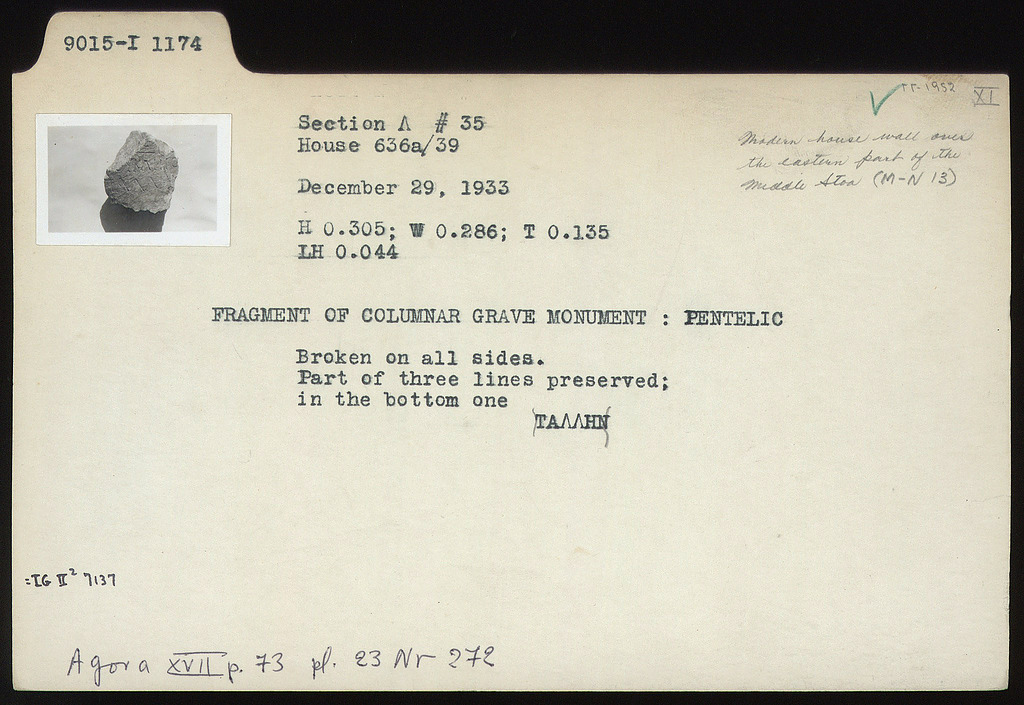 9015-I 1174
ΓΓ-1952
XI
Section Λ # 35
House 636a/39
Modern house wall over
the eastern part of the
Middle Stoa (M-N 13)
December 29, 1933
H 0.305; W 0.286; T 0.135
LH 0.044
FRAGMENT OF COLUMNAR GRAVE MONUMENT : PENTELIC
Broken on all sides.
Part of three lines preserved;
in the bottom one
ΤΑΛΛΗΝ
=IG II² 7137
Agora XVII p. 73 pl. 23 Nr 272